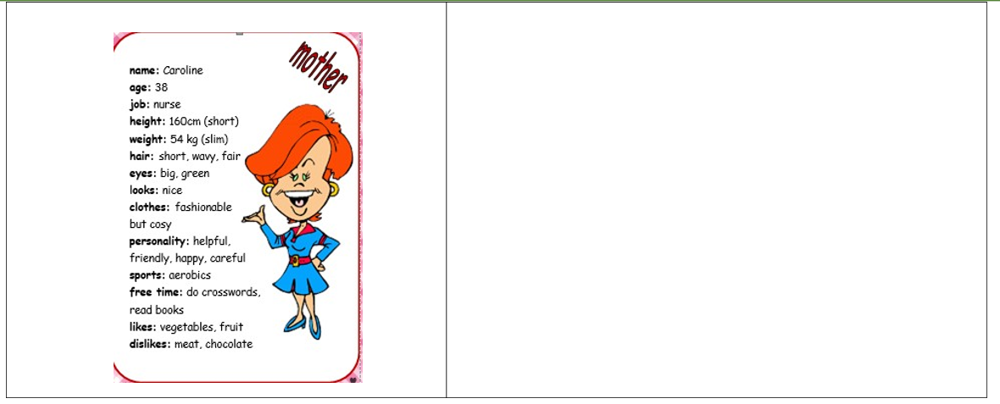 mother
name: Caroline
age: 38
job: nurse
height: 160cm (short)
weight: 54 kg (slim)
hair: short, wavy, fair
eyes: big, green
looks: nice
clothes: fashionable
but cosy
personality: helpful,
friendly, happy, careful
sports: aerobics
free time: do crosswords,
read books
likes: vegetables, fruit
dislikes: meat, chocolate